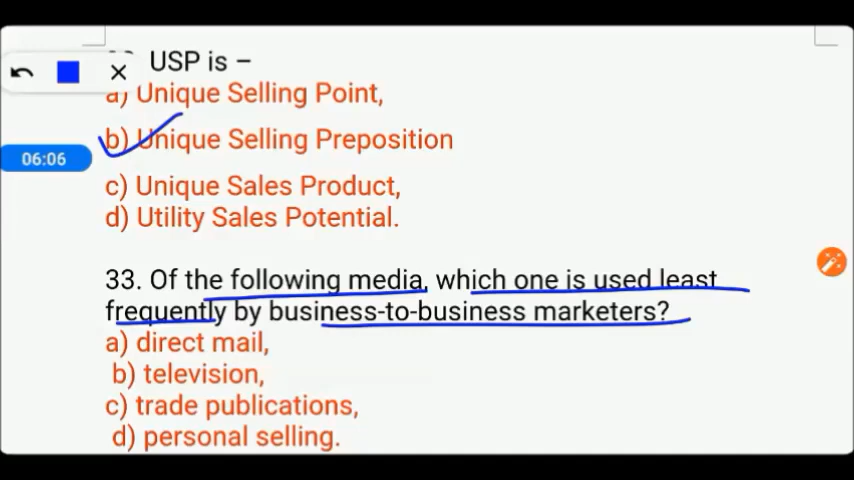 USP is –
a) Unique Selling Point,
b) Unique Selling Preposition
06:06
c) Unique Sales Product,
d) Utility Sales Potential.
33. Of the following media, which one is used least
frequently by business-to-business marketers?
a) direct mail,
b) television,
c) trade publications,
d) personal selling.